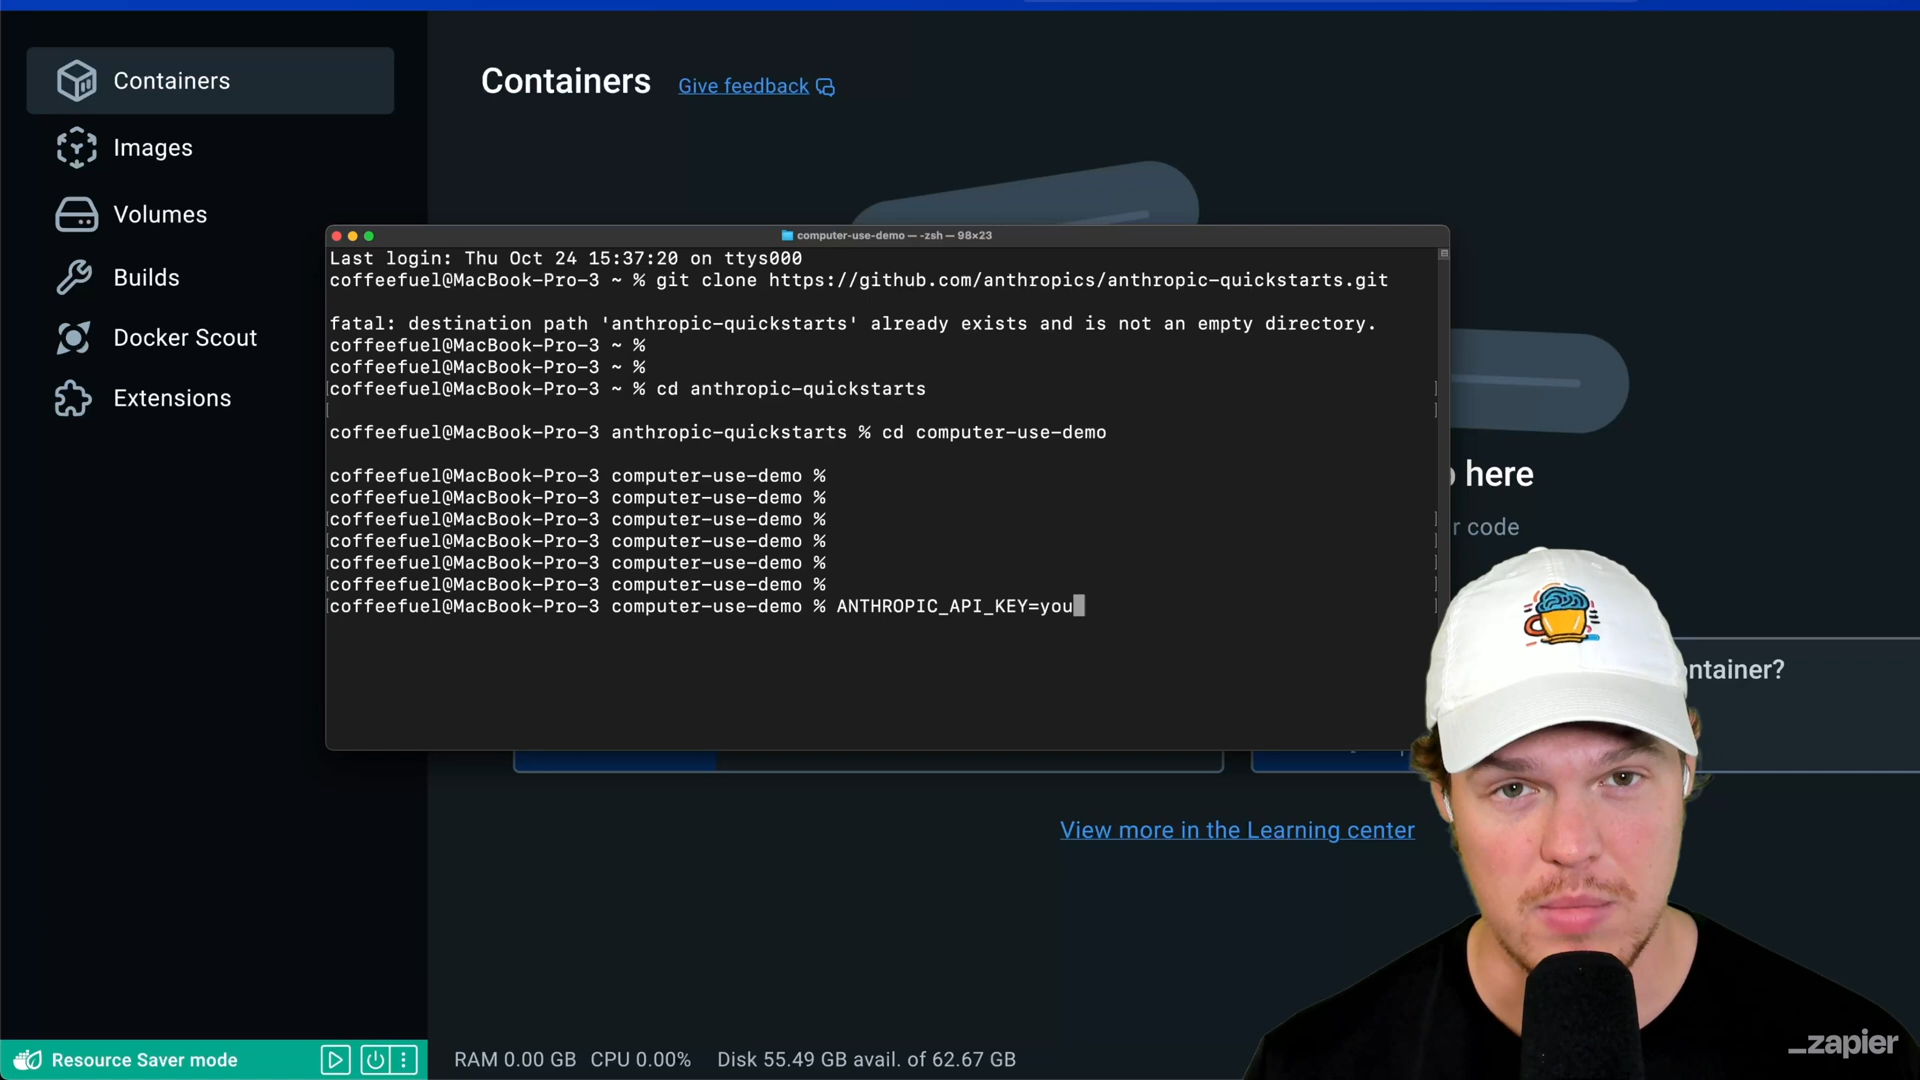 Containers
Images
Volumes
Builds
Docker Scout
Extensions
Containers Give feedback
computer-use-demo — -zsh — 98×23
Last login: Thu Oct 24 15:37:20 on ttys000
coffeefuel@MacBook-Pro-3 ~ % git clone https://github.com/anthropics/anthropic-quickstarts.git
fatal: destination path 'anthropic-quickstarts' already exists and is not an empty directory.
coffeefuel@MacBook-Pro-3 ~ %
coffeefuel@MacBook-Pro-3 ~ %
coffeefuel@MacBook-Pro-3 ~ % cd anthropic-quickstarts
coffeefuel@MacBook-Pro-3 anthropic-quickstarts % cd computer-use-demo
coffeefuel@MacBook-Pro-3 computer-use-demo %
coffeefuel@MacBook-Pro-3 computer-use-demo %
coffeefuel@MacBook-Pro-3 computer-use-demo %
coffeefuel@MacBook-Pro-3 computer-use-demo %
coffeefuel@MacBook-Pro-3 computer-use-demo %
coffeefuel@MacBook-Pro-3 computer-use-demo %
coffeefuel@MacBook-Pro-3 computer-use-demo % ANTHROPIC_API_KEY=you
here
r code
ntainer?
View more in the Learning center
Resource Saver mode
RAM 0.00 GB CPU 0.00% Disk 55.49 GB avail. of 62.67 GB
_zapier